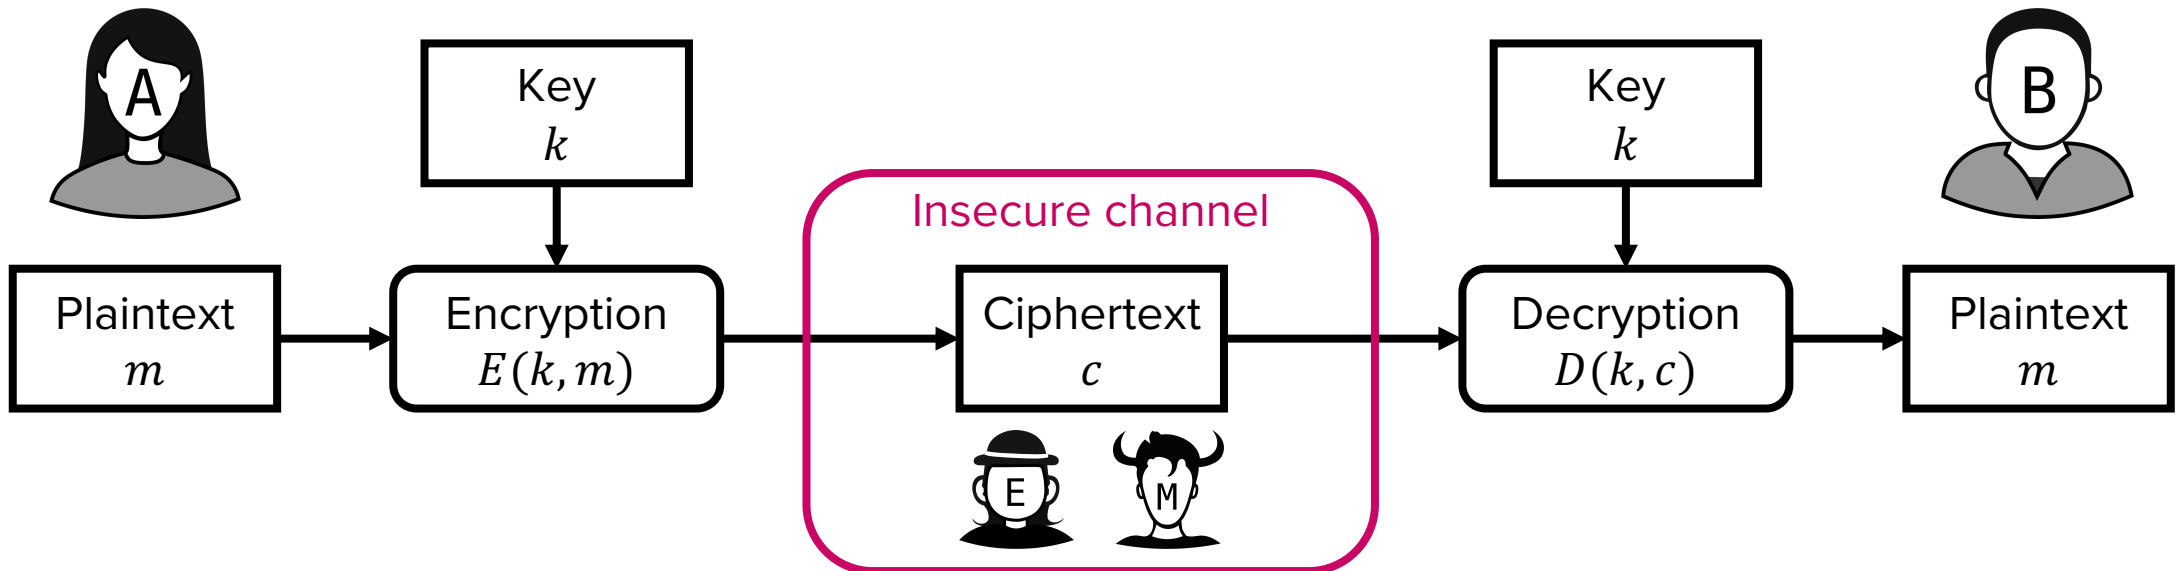 A
Key
k
Key
k
B
Insecure channel
Plaintext
m
Encryption
E(k, m)
Ciphertext
c
Decryption
D(k, c)
Plaintext
m
E
M